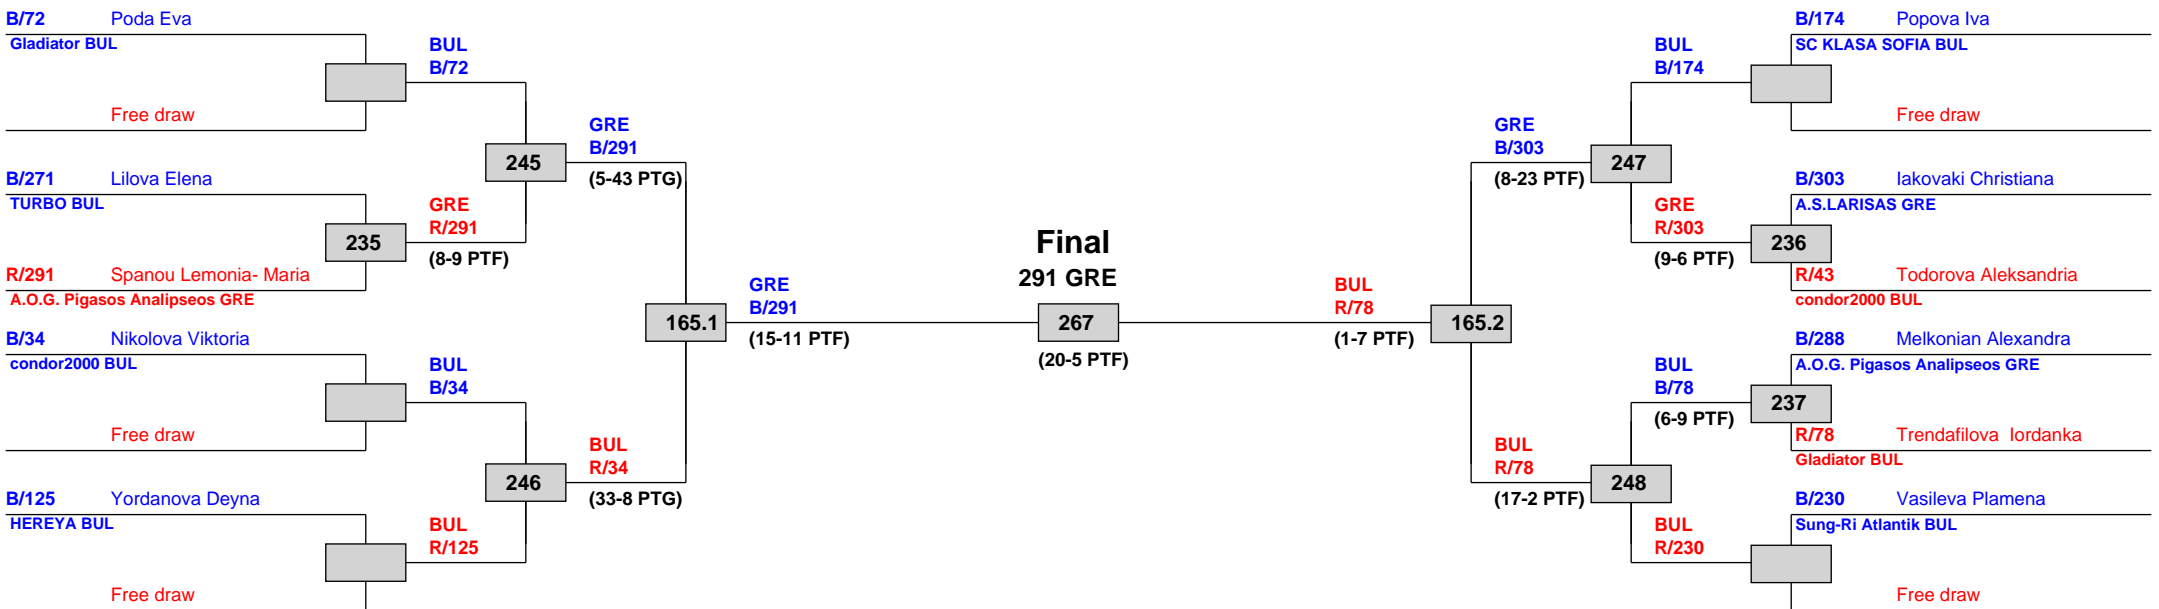 B/72 Poda Eva
Gladiator BUL
Free draw
BUL
B/72
B/271 Lilova Elena
TURBO BUL
235
R/291 Spanou Lemonia- Maria
A.O.G. Pigasos Analipseos GRE
GRE
R/291
(8-9 PTF)
245
GRE
B/291
(5-43 PTG)
B/34 Nikolova Viktoria
condor2000 BUL
Free draw
BUL
B/34
B/125 Yordanova Deyna
HEREYA BUL
Free draw
BUL
R/125
246
BUL
R/34
(33-8 PTG)
165.1
GRE
B/291
(15-11 PTF)
Final
291 GRE
267
(20-5 PTF)
BUL
R/78
(1-7 PTF)
165.2
GRE
B/303
(8-23 PTF)
247
BUL
B/174
B/174 Popova Iva
SC KLASA SOFIA BUL
Free draw
GRE
R/303
(9-6 PTF)
B/303 Iakovaki Christiana
A.S.LARISAS GRE
236
R/43 Todorova Aleksandria
condor2000 BUL
BUL
R/78
(17-2 PTF)
248
BUL
B/78
(6-9 PTF)
B/288 Melkonian Alexandra
A.O.G. Pigasos Analipseos GRE
237
R/78 Trendafilova Iordanka
Gladiator BUL
BUL
R/230
B/230 Vasileva Plamena
Sung-Ri Atlantik BUL
Free draw